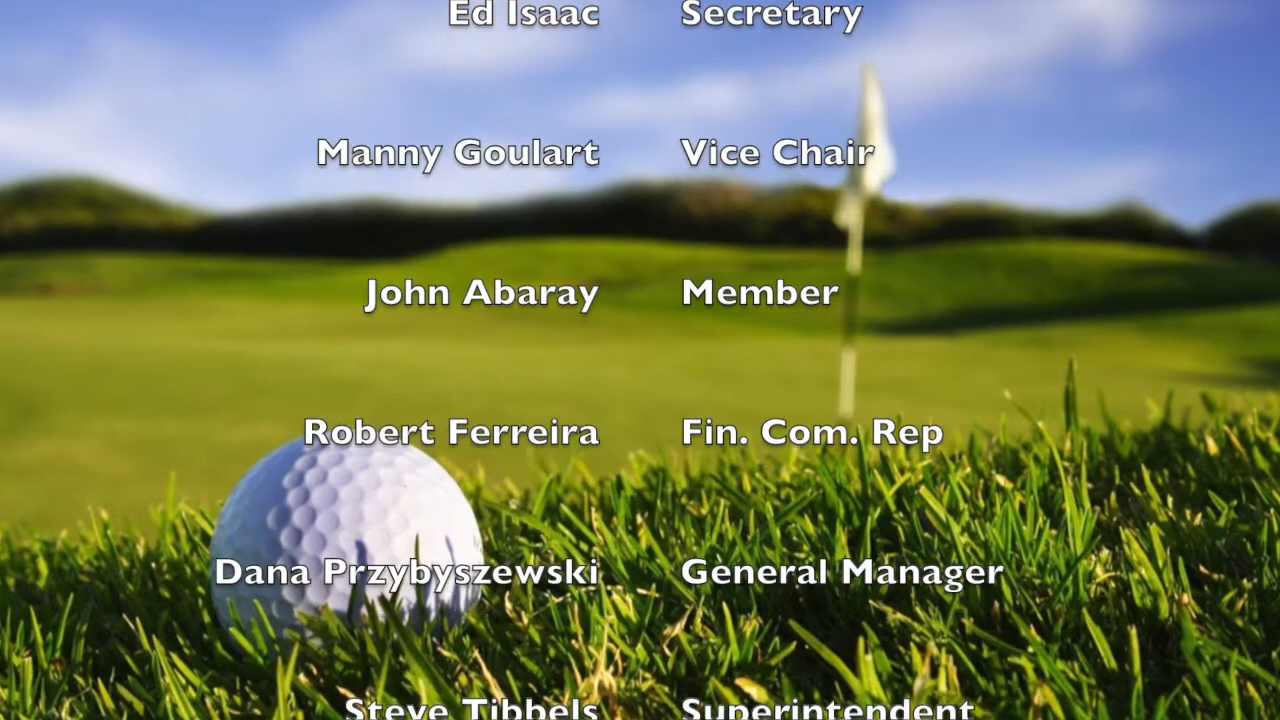 Ed Isaac Secretary
Manny Goulart Vice Chair
John Abaray Member
Robert Ferreira Fin. Com. Rep
Dana Przybyszewski General Manager
Steve Tibbels Superintendent